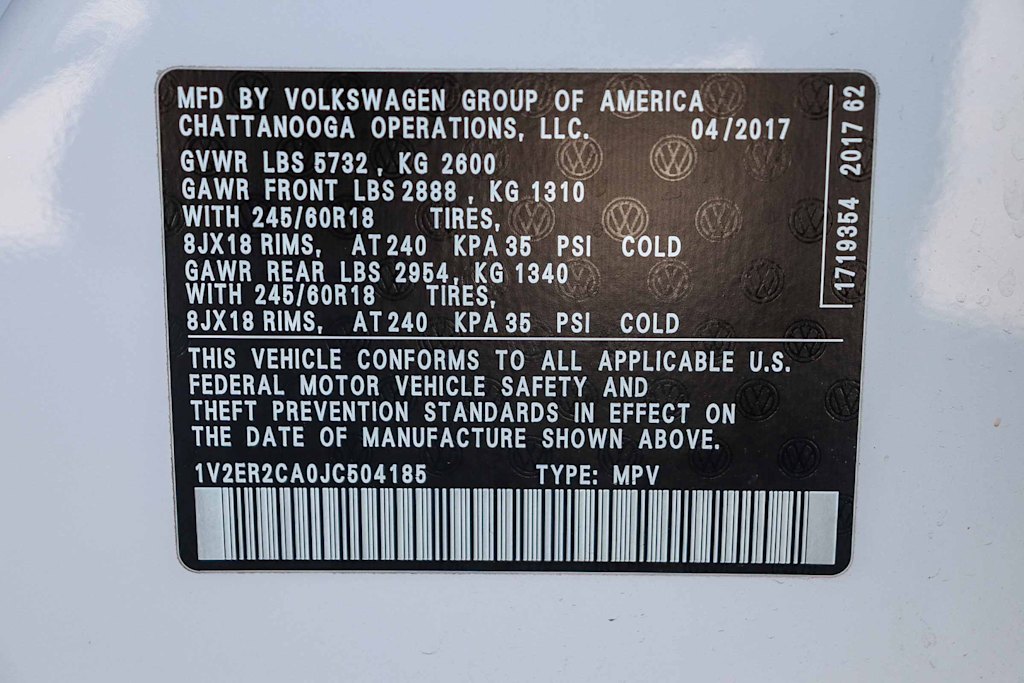 MFD BY VOLKSWAGEN GROUP OF AMERICA
CHATTANOOGA OPERATIONS, LLC. 04/2017
GVWR LBS 5732, KG 2600
GAWR FRONT LBS 2888, KG 1310
WITH 245/60R18 TIRES,
8JX18 RIMS, AT 240 KPA 35 PSI COLD
GAWR REAR LBS 2954, KG 1340
WITH 245/60R18 TIRES,
8JX18 RIMS, AT 240 KPA 35 PSI COLD
THIS VEHICLE CONFORMS TO ALL APPLICABLE U.S.
FEDERAL MOTOR VEHICLE SAFETY AND
THEFT PREVENTION STANDARDS IN EFFECT ON
THE DATE OF MANUFACTURE SHOWN ABOVE.
1V2ER2CA0JC504185 TYPE: MPV
1719354 2017 62